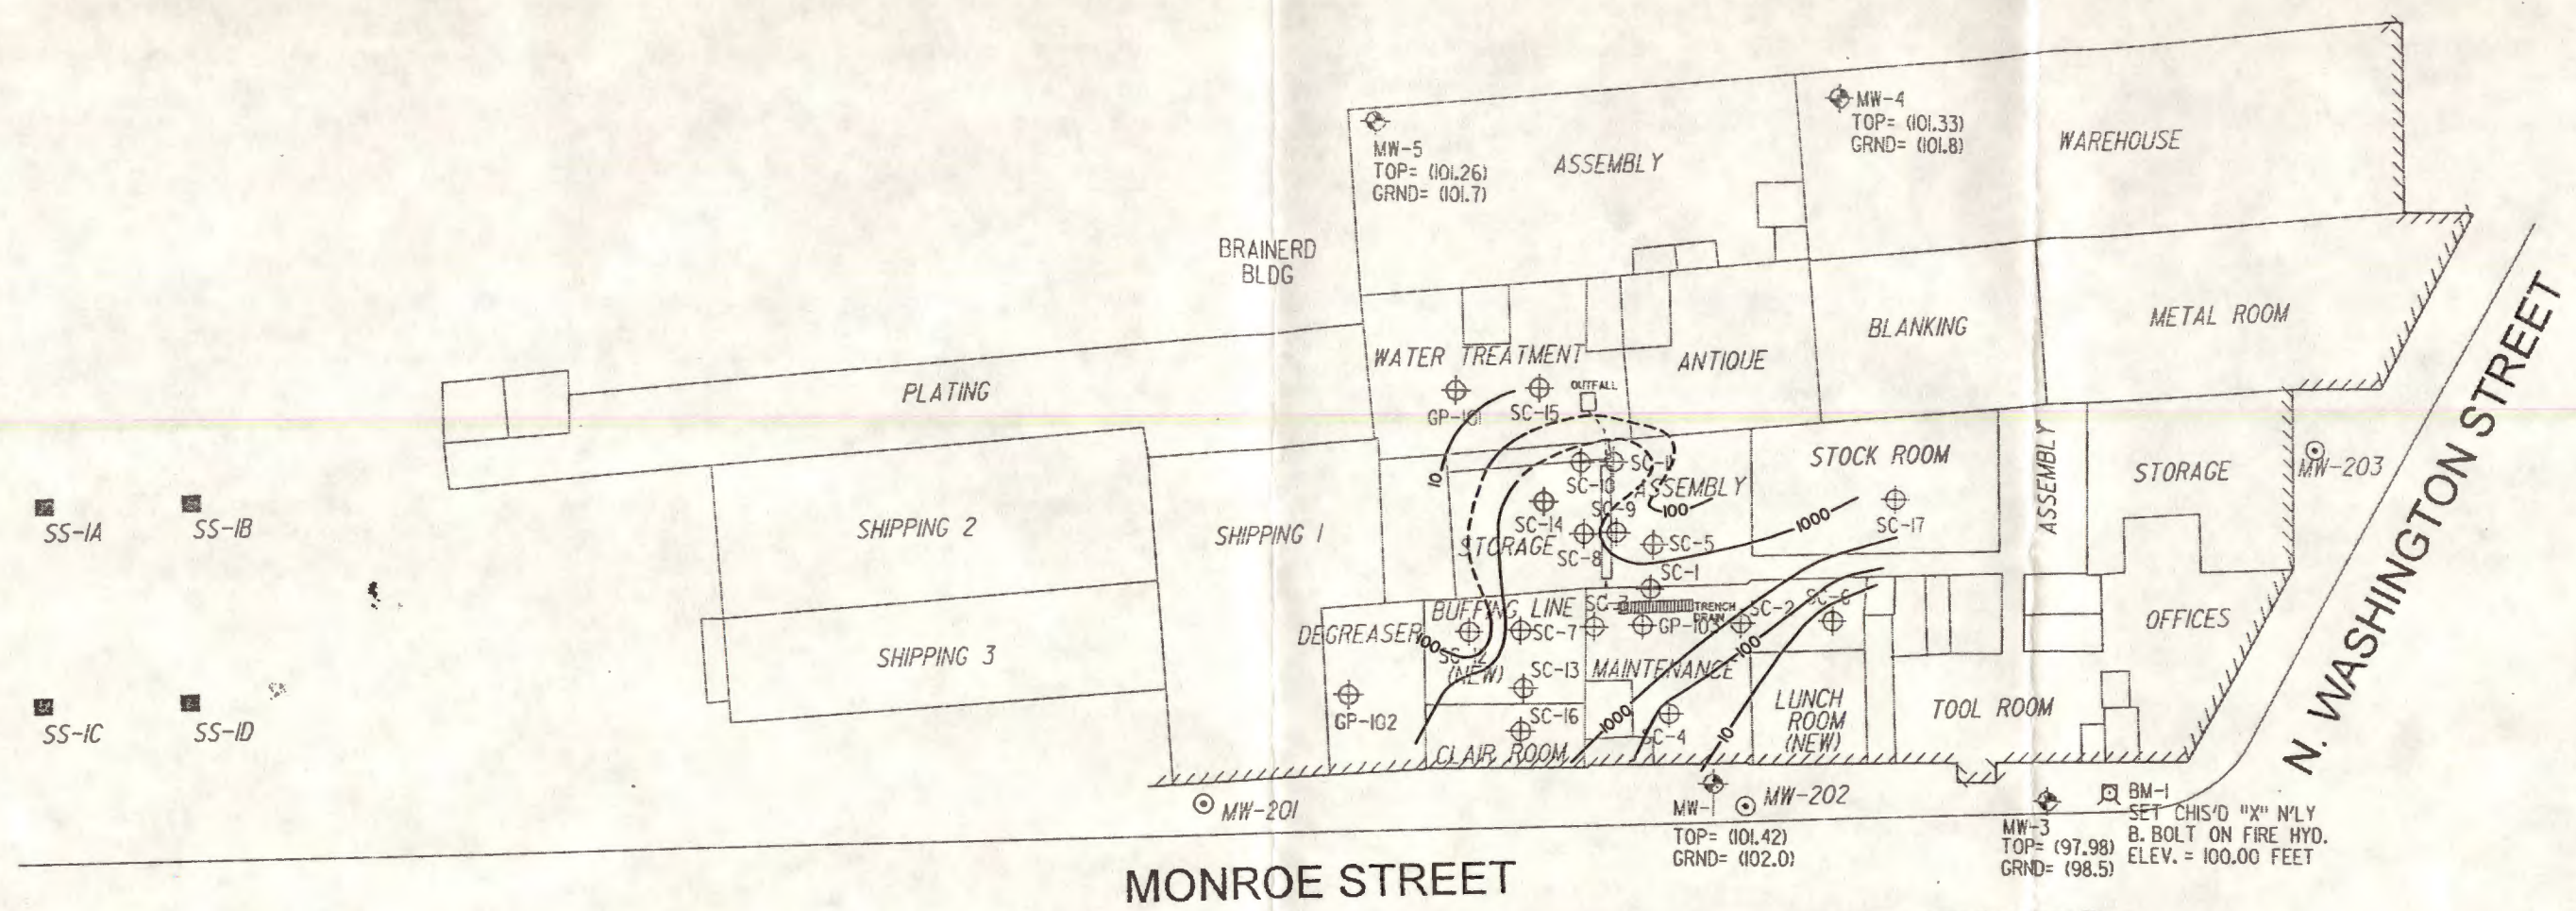 MW-4
TOP= (101.33)
GRND= (101.8)
WAREHOUSE
MW-5
TOP= (101.26)
GRND= (101.7)
ASSEMBLY
BRAINERD
BLDG
METAL ROOM
BLANKING
ANTIQUE
WATER TREATMENT
PLATING
OUTFALL
GP-101
SC-15
10
STOCK ROOM
ASSEMBLY
STORAGE
MW-203
SC-11
SC-10
ASSEMBLY
100
SC-9
SC-14
STORAGE
SC-8
SC-5
1000
SC-17
SS-1A
SS-1B
SHIPPING 2
SHIPPING 1
SC-1
BUFFING LINE
SC-3
TRENCH
DRAIN
SC-2
SC-6
DEGREASER
SC-7
GP-103
100
SC-12
(NEW)
100
OFFICES
SHIPPING 3
SC-13
MAINTENANCE
SS-1C
SS-1D
GP-102
SC-16
CLAIR ROOM
1000
SC-4
10
LUNCH
ROOM
(NEW)
TOOL ROOM
N. WASHINGTON STREET
MW-201
MW-1
TOP= (101.42)
GRND= (102.0)
MW-202
MW-3
TOP= (97.98)
GRND= (98.5)
BM-1
SET CHIS'D "X" N'LY
B. BOLT ON FIRE HYD.
ELEV. = 100.00 FEET
MONROE STREET